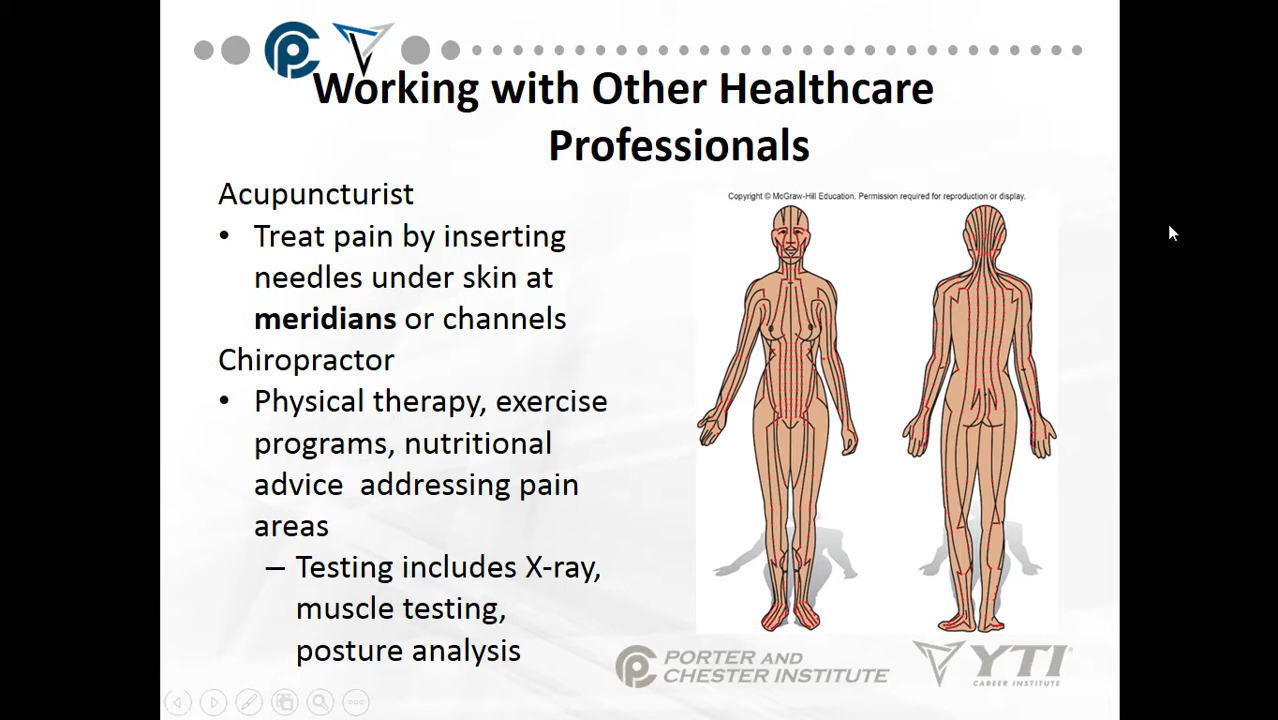 Working with Other Healthcare
Professionals
Acupuncturist
• Treat pain by inserting
needles under skin at
meridians or channels
Chiropractor
• Physical therapy, exercise
programs, nutritional
advice  addressing pain
areas
– Testing includes X-ray,
muscle testing,
posture analysis
Copyright © McGraw-Hill Education. Permission required for reproduction or display.
PORTER AND
CHESTER INSTITUTE
YTI®
CAREER INSTITUTE